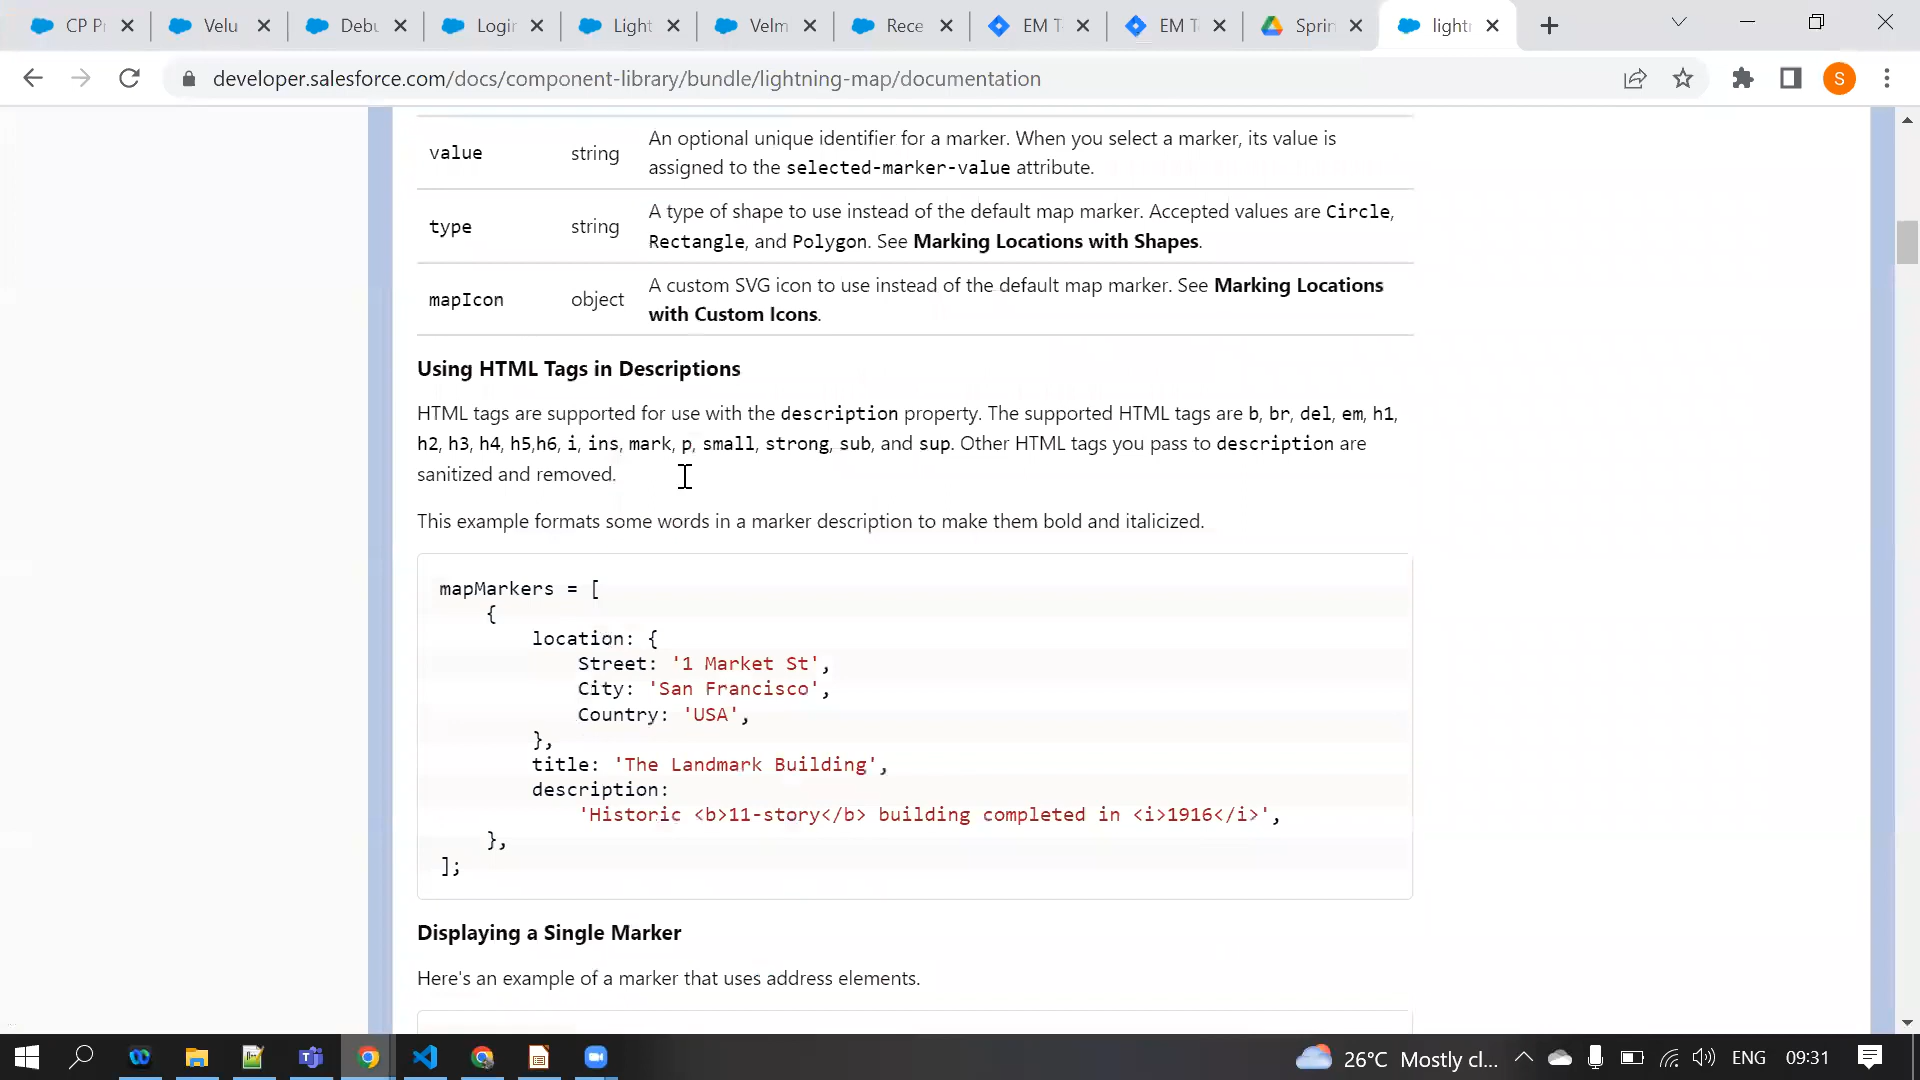 CP P
Velu
Debu
Login
Light
Velm
Rece
EM T
EM T
Sprin
lightn
developer.salesforce.com/docs/component-library/bundle/lightning-map/documentation
S
value string An optional unique identifier for a marker. When you select a marker, its value is
assigned to the selected-marker-value attribute.
type string A type of shape to use instead of the default map marker. Accepted values are Circle,
Rectangle, and Polygon. See Marking Locations with Shapes.
mapIcon object A custom SVG icon to use instead of the default map marker. See Marking Locations
with Custom Icons.
Using HTML Tags in Descriptions
HTML tags are supported for use with the description property. The supported HTML tags are b, br, del, em, h1,
h2, h3, h4, h5,h6, i, ins, mark, p, small, strong, sub, and sup. Other HTML tags you pass to description are
sanitized and removed.
This example formats some words in a marker description to make them bold and italicized.
mapMarkers = [
{
location: {
Street: '1 Market St',
City: 'San Francisco',
Country: 'USA',
},
title: 'The Landmark Building',
description:
'Historic <b>11-story</b> building completed in <i>1916</i>',
},
];
Displaying a Single Marker
Here's an example of a marker that uses address elements.
26°C Mostly cl...
ENG
09:31